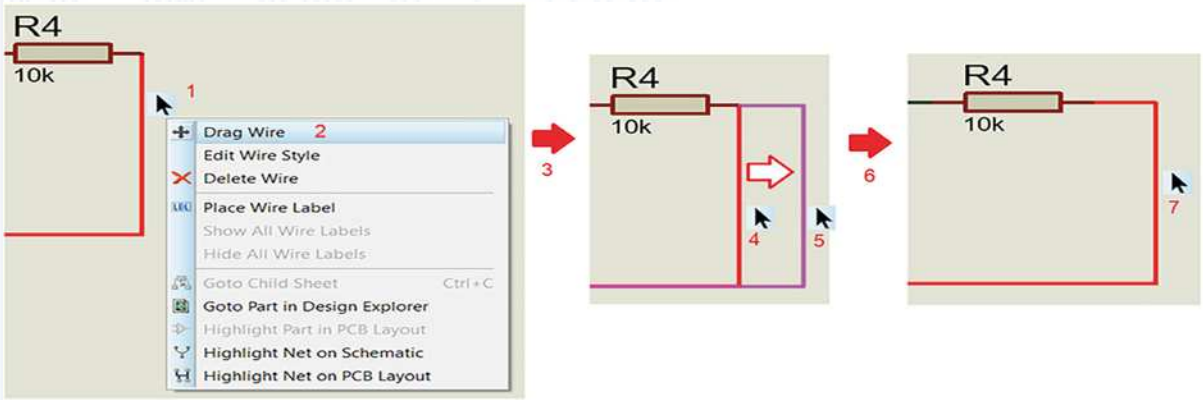 R4
10k
1
Drag Wire 2
Edit Wire Style
Delete Wire
Place Wire Label
Show All Wire Labels
Hide All Wire Labels
Goto Child Sheet Ctrl+C
Goto Part in Design Explorer
Highlight Part in PCB Layout
Highlight Net on Schematic
Highlight Net on PCB Layout
3
R4
10k
4
5
6
R4
10k
7